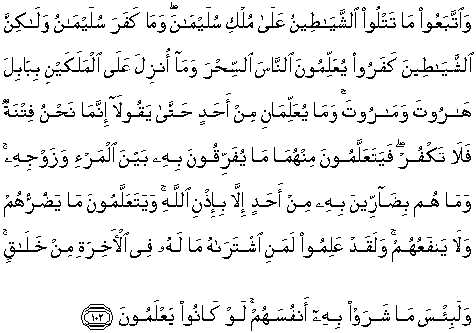 وَٱتَّبَعُوا۟ مَا تَتْلُوا۟ ٱلشَّيَـٰطِينُ عَلَىٰ مُلْكِ سُلَيْمَـٰنَ ۖ وَمَا كَفَرَ سُلَيْمَـٰنُ وَلَـٰكِنَّ
ٱلشَّيَـٰطِينَ كَفَرُوا۟ يُعَلِّمُونَ ٱلنَّاسَ ٱلسِّحْرَ وَمَآ أُنزِلَ عَلَى ٱلْمَلَكَيْنِ بِبَابِلَ
هَـٰرُوتَ وَمَـٰرُوتَ ۚ وَمَا يُعَلِّمَانِ مِنْ أَحَدٍ حَتَّىٰ يَقُولَآ إِنَّمَا نَحْنُ فِتْنَةٌ
فَلَا تَكْفُرْ ۖ فَيَتَعَلَّمُونَ مِنْهُمَا مَا يُفَرِّقُونَ بِهِۦ بَيْنَ ٱلْمَرْءِ وَزَوْجِهِۦ ۚ
وَمَا هُم بِضَآرِّينَ بِهِۦ مِنْ أَحَدٍ إِلَّا بِإِذْنِ ٱللَّهِ ۚ وَيَتَعَلَّمُونَ مَا يَضُرُّهُمْ
وَلَا يَنفَعُهُمْ ۚ وَلَقَدْ عَلِمُوا۟ لَمَنِ ٱشْتَرَىٰهُ مَا لَهُۥ فِى ٱلْـَٔاخِرَةِ مِنْ خَلَـٰقٍ ۚ
وَلَبِئْسَ مَا شَرَوْا۟ بِهِۦٓ أَنفُسَهُمْ ۚ لَوْ كَانُوا۟ يَعْلَمُونَ ١٠٢